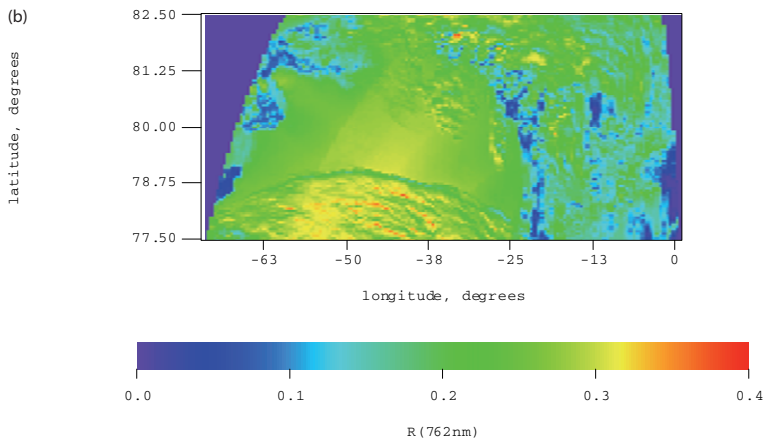 (b)
latitude, degrees
82.50
81.25
80.00
78.75
77.50
-63 -50 -38 -25 -13 0
longitude, degrees
0.0 0.1 0.2 0.3 0.4
R(762nm)